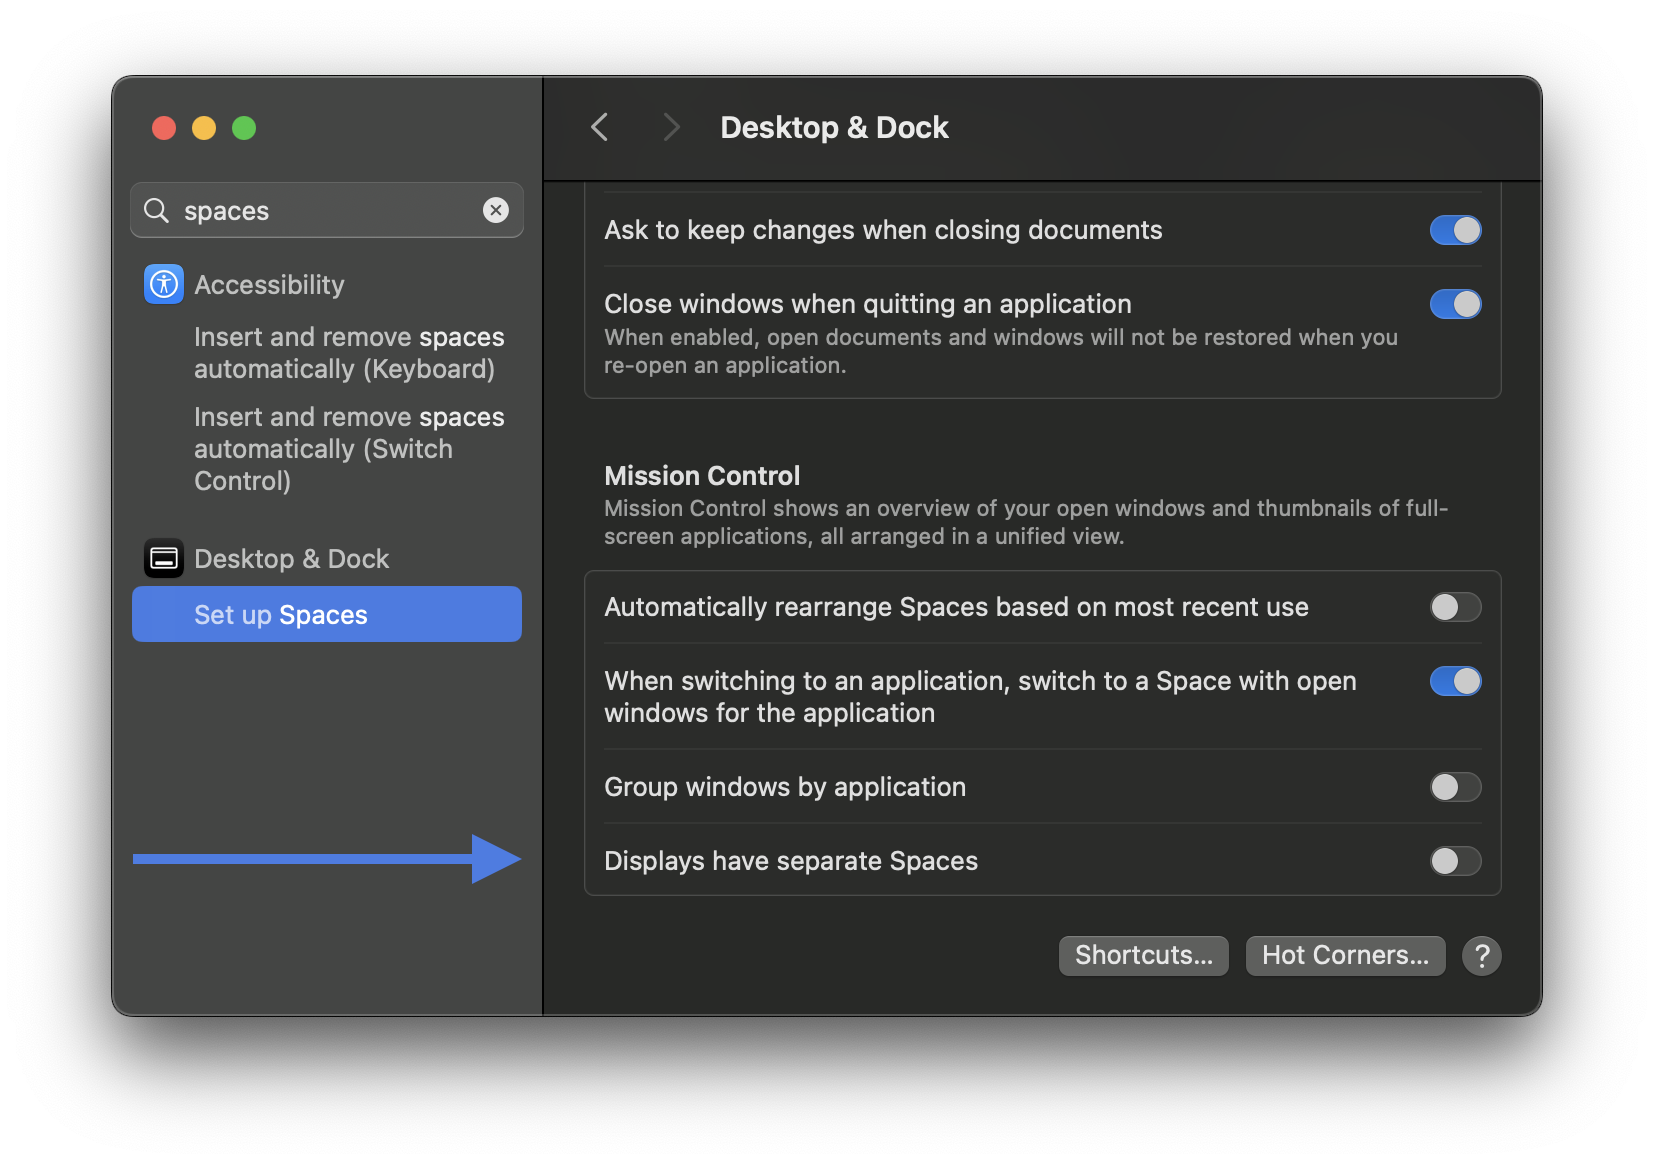 spaces
Accessibility
Insert and remove spaces
automatically (Keyboard)
Insert and remove spaces
automatically (Switch
Control)
Desktop & Dock
Set up Spaces
Desktop & Dock
Ask to keep changes when closing documents
Close windows when quitting an application
When enabled, open documents and windows will not be restored when you
re-open an application.
Mission Control
Mission Control shows an overview of your open windows and thumbnails of full-
screen applications, all arranged in a unified view.
Automatically rearrange Spaces based on most recent use
When switching to an application, switch to a Space with open
windows for the application
Group windows by application
Displays have separate Spaces
Shortcuts...
Hot Corners...
?